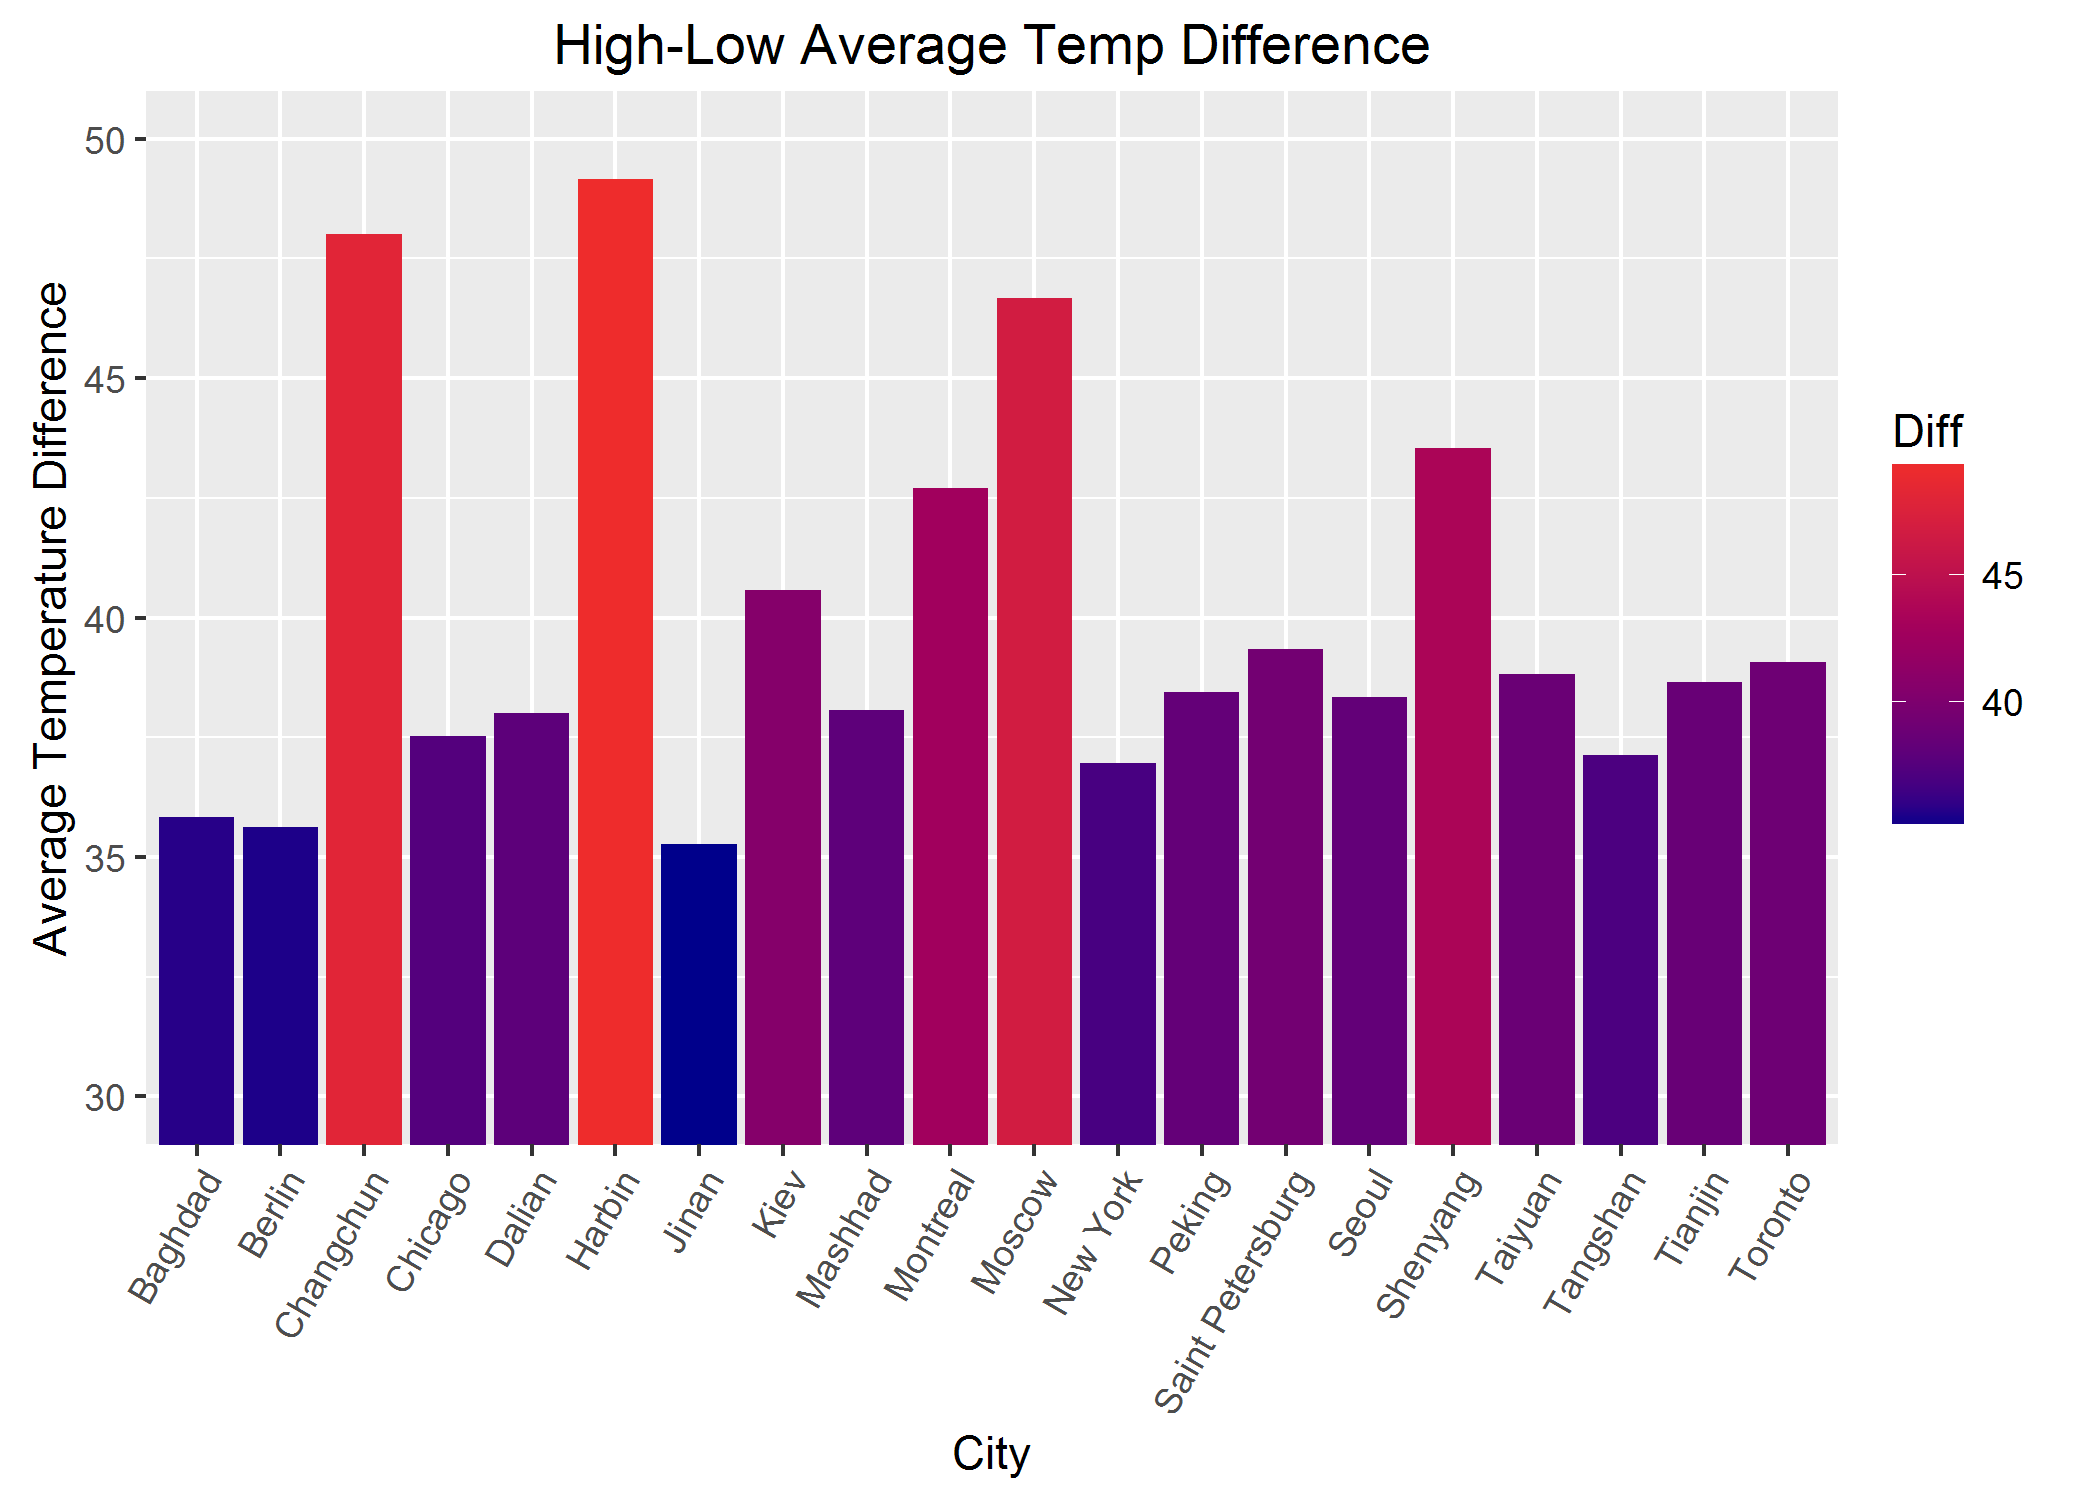 High-Low Average Temp Difference
Average Temperature Difference
50
45
40
35
30
Baghdad
Berlin
Changchun
Chicago
Dalian
Harbin
Jinan
Kiev
Mashhad
Montreal
Moscow
New York
Peking
Saint Petersburg
Seoul
Shenyang
Taiyuan
Tangshan
Tianjin
Toronto
City
Diff
45
40